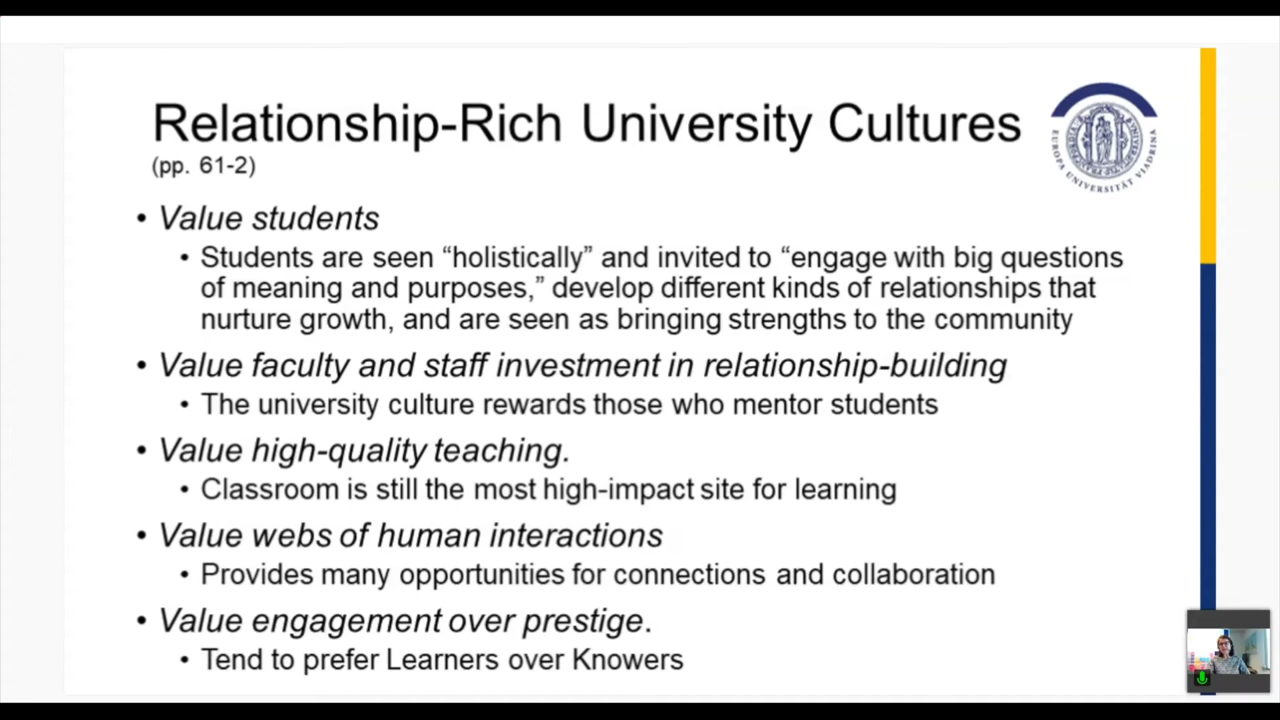 Relationship-Rich University Cultures
(pp. 61-2)
EUROPA UNIVERSITÄT VIADRINA
• Value students
• Students are seen “holistically” and invited to “engage with big questions
of meaning and purposes,” develop different kinds of relationships that
nurture growth, and are seen as bringing strengths to the community
• Value faculty and staff investment in relationship-building
• The university culture rewards those who mentor students
• Value high-quality teaching.
• Classroom is still the most high-impact site for learning
• Value webs of human interactions
• Provides many opportunities for connections and collaboration
• Value engagement over prestige.
• Tend to prefer Learners over Knowers